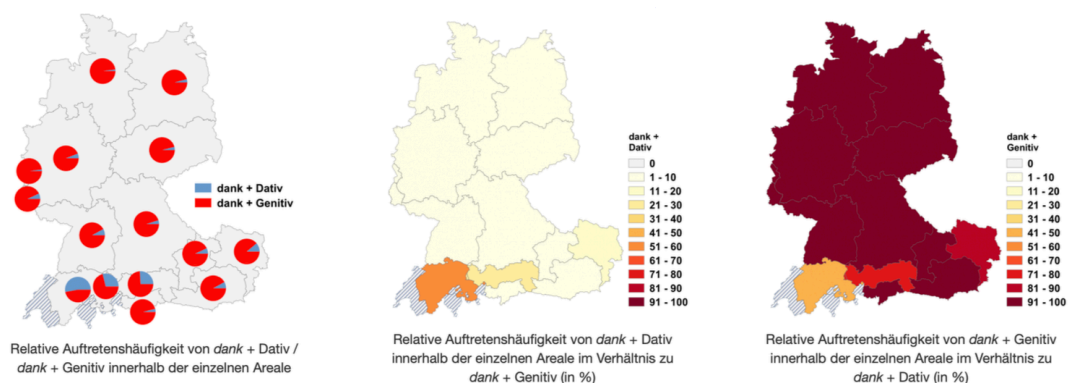 dank + Dativ
dank + Genitiv
Relative Auftretenshäufigkeit von dank + Dativ /
dank + Genitiv innerhalb der einzelnen Areale
dank +
Dativ
0
1 - 10
11 - 20
21 - 30
31 - 40
41 - 50
51 - 60
61 - 70
71 - 80
81 - 90
91 - 100
Relative Auftretenshäufigkeit von dank + Dativ
innerhalb der einzelnen Areale im Verhältnis zu
dank + Genitiv (in %)
dank +
Genitiv
0
1 - 10
11 - 20
21 - 30
31 - 40
41 - 50
51 - 60
61 - 70
71 - 80
81 - 90
91 - 100
Relative Auftretenshäufigkeit von dank + Genitiv
innerhalb der einzelnen Areale im Verhältnis zu
dank + Dativ (in %)